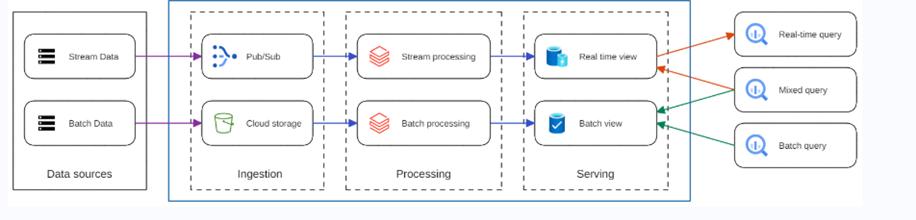 Stream Data
Pub/Sub
Stream processing
Real time view
Real-time query
Mixed query
Batch Data
Cloud storage
Batch processing
Batch view
Batch query
Data sources
Ingestion
Processing
Serving